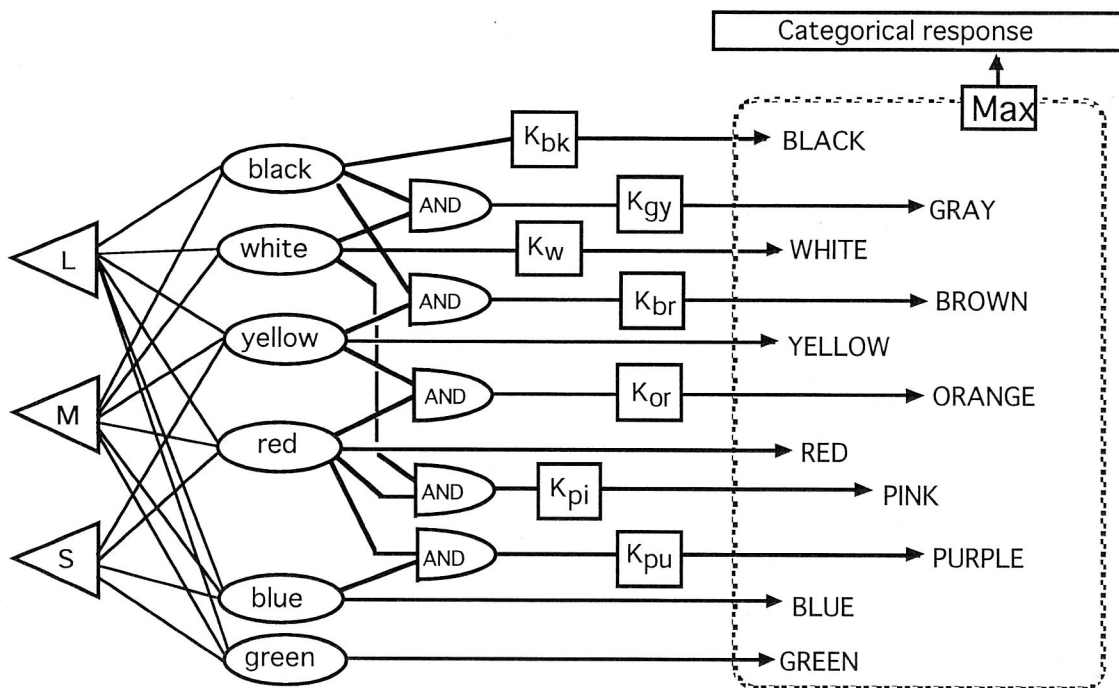 Categorical response
Max
K bk
BLACK
black
AND
K gy
GRAY
L
white
K w
WHITE
AND
K br
BROWN
yellow
YELLOW
AND
K or
ORANGE
M
red
RED
AND
K pi
PINK
S
AND
K pu
PURPLE
blue
BLUE
green
GREEN